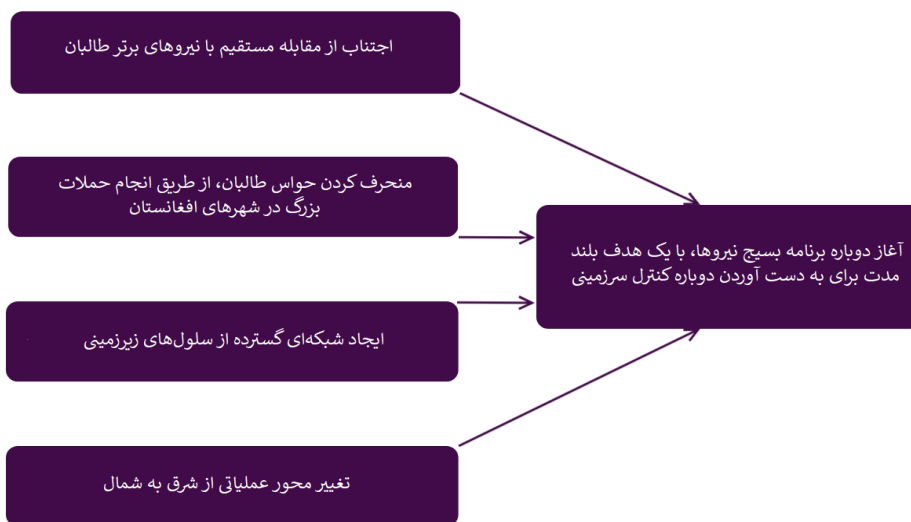 اجتناب از مقابله مستقیم با نیروهای برتر طالبان
منحرف کردن حواس طالبان، از طریق انجام حملات
بزرگ در شهرهای افغانستان
آغاز دوباره برنامه بسیج نیروها، با یک هدف بلند
مدت برای به دست آوردن دوباره کنترل سرزمینی
ایجاد شبکه‌ای گسترده از سلول‌های زیرزمینی
تغییر محور عملیاتی از شرق به شمال